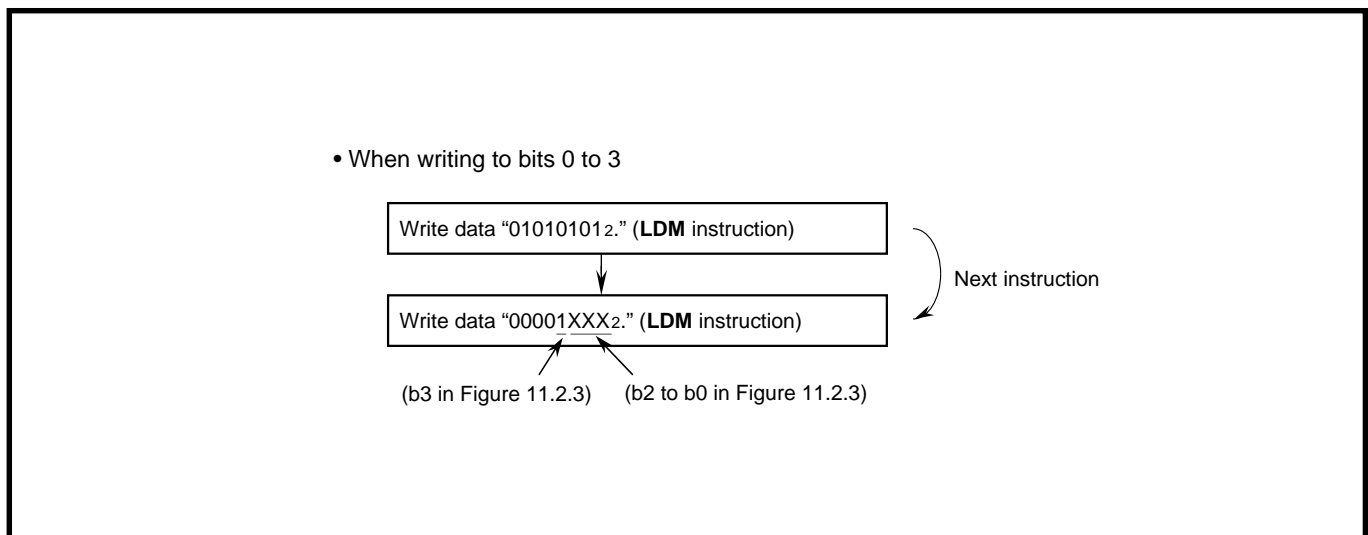 • When writing to bits 0 to 3
Write data “010101012.” (LDM instruction)
Next instruction
Write data “00001XXX2.” (LDM instruction)
(b3 in Figure 11.2.3) (b2 to b0 in Figure 11.2.3)